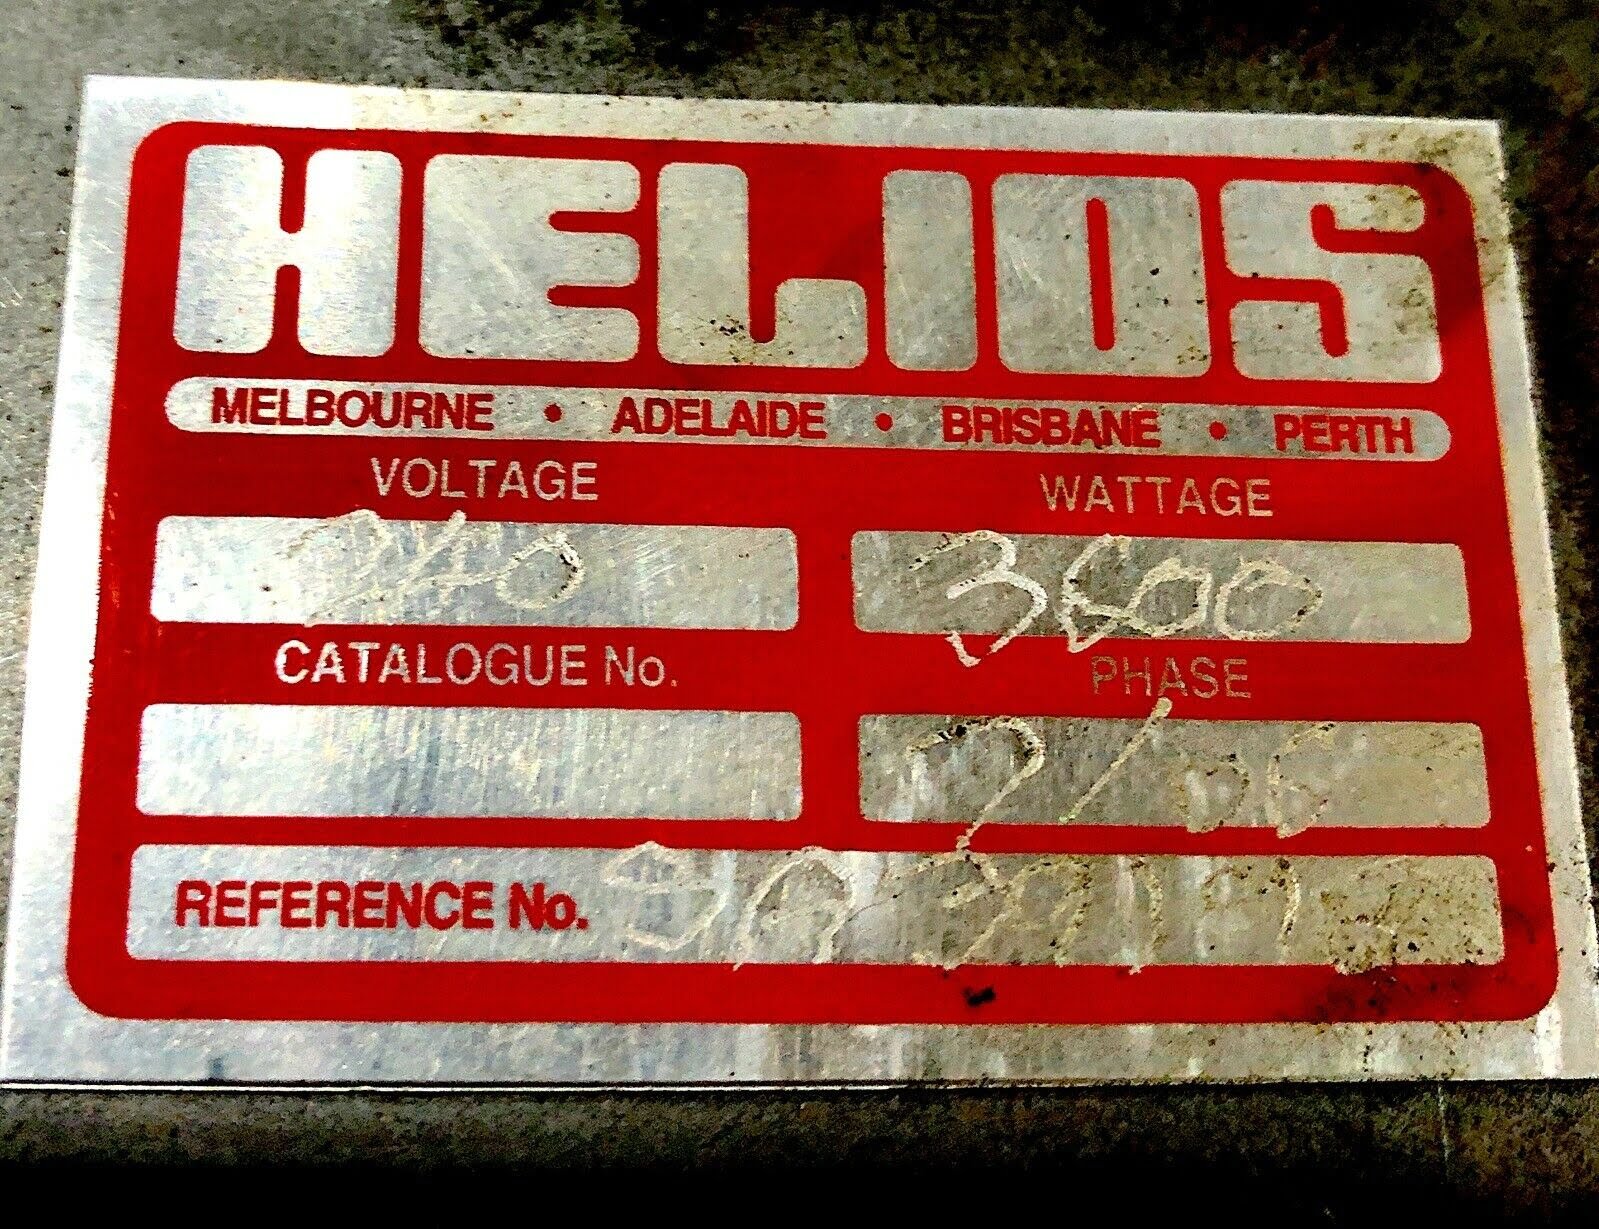 HELIOS
MELBOURNE • ADELAIDE • BRISBANE • PERTH
VOLTAGE WATTAGE
240 3600
CATALOGUE No. PHASE
REFERENCE No.